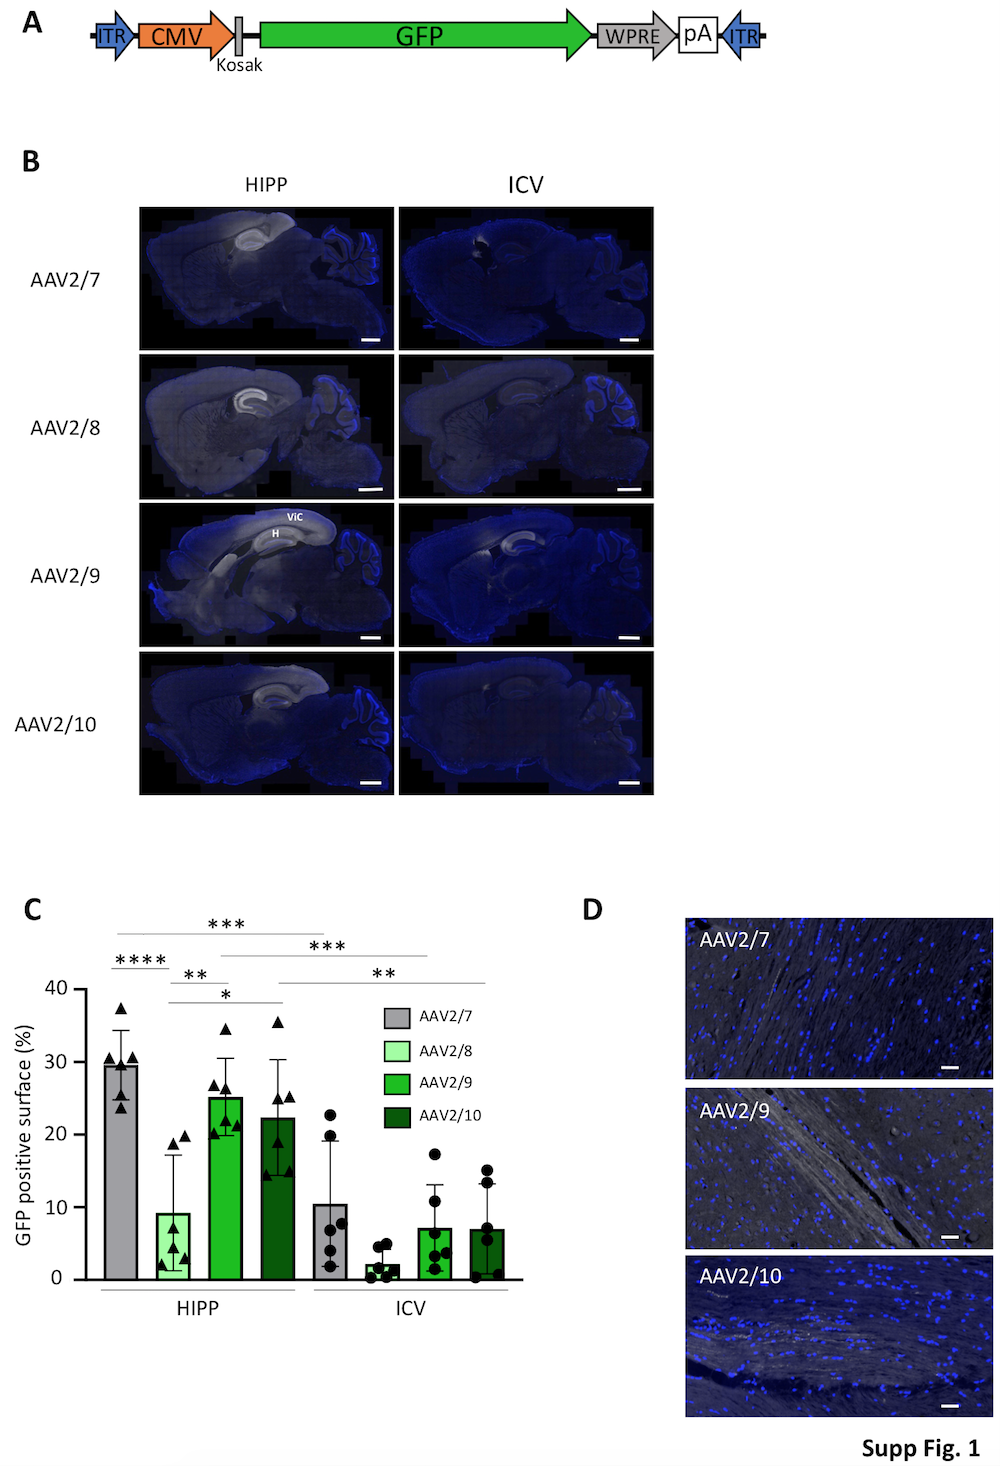 A
ITR CMV GFP WPRE pA ITR
Kosak
B
HIPP ICV
AAV2/7
AAV2/8
ViC
H
AAV2/9
AAV2/10
C
***
***
**** ** **
*
40
30
20
10
0
GFP positive surface (%)
AAV2/7
AAV2/8
AAV2/9
AAV2/10
HIPP ICV
D
AAV2/7
AAV2/9
AAV2/10
Supp Fig. 1